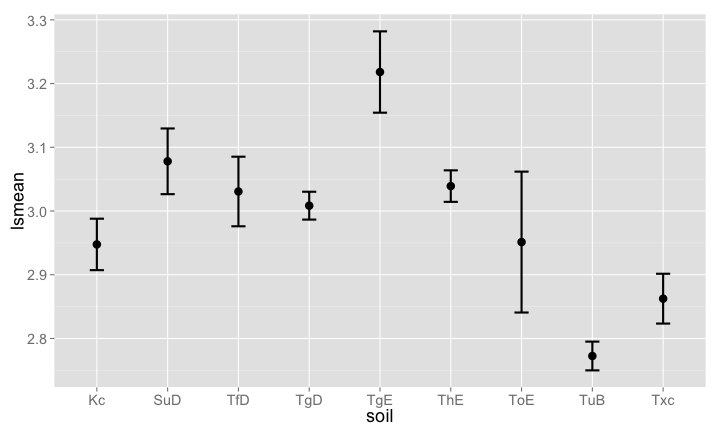 3.3
3.2
3.1
3.0
2.9
2.8
lsmean
Kc SuD TfD TgD TgE ThE ToE TuB Txc
soil